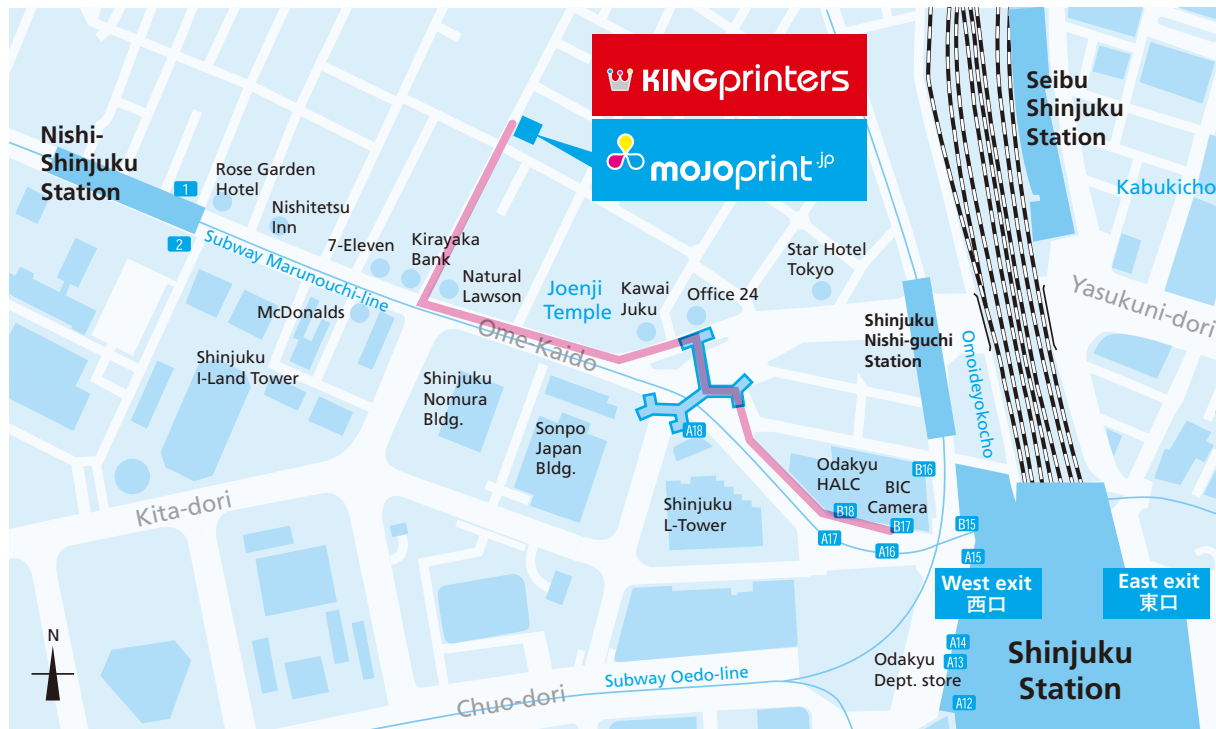 KINGprinters
mojoprint.jp
Seibu
Shinjuku
Station
Nishi-
Shinjuku
Station
1
2
Rose Garden
Hotel
Nishitetsu
Inn
7-Eleven
Kirayaka
Bank
Natural
Lawson
Subway Marunouchi-line
McDonalds
Joenji
Temple
Kawai
Juku
Office 24
Star Hotel
Tokyo
Kabukicho
Yasukuni-dori
Shinjuku
Nishi-guchi
Station
Omoideyokocho
Ome-Kaido
Shinjuku
I-Land Tower
Shinjuku
Nomura
Bldg.
Sonpo
Japan
Bldg.
A18
Odakyu
HALC
B16
BIC
Camera
B18
B17
B15
A17
A16
A15
Shinjuku
L-Tower
Kita-dori
West exit
西口
East exit
東口
N
A14
A13
A12
Odakyu
Dept. store
Shinjuku
Station
Subway Oedo-line
Chuo-dori